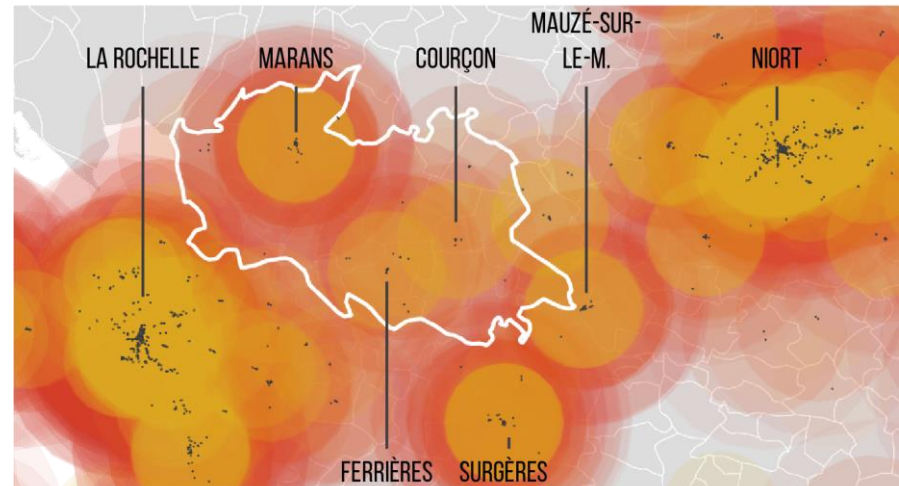 MAUZÉ-SUR-
LA ROCHELLE MARANS COURÇON LE-M. NIORT
FERRIÈRES SURGÈRES